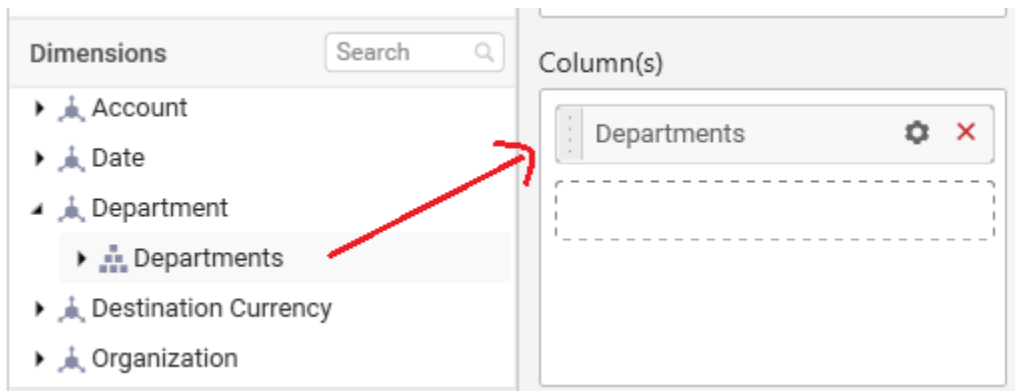 Dimensions
Search
Account
Date
Department
Departments
Destination Currency
Organization
Column(s)
Departments